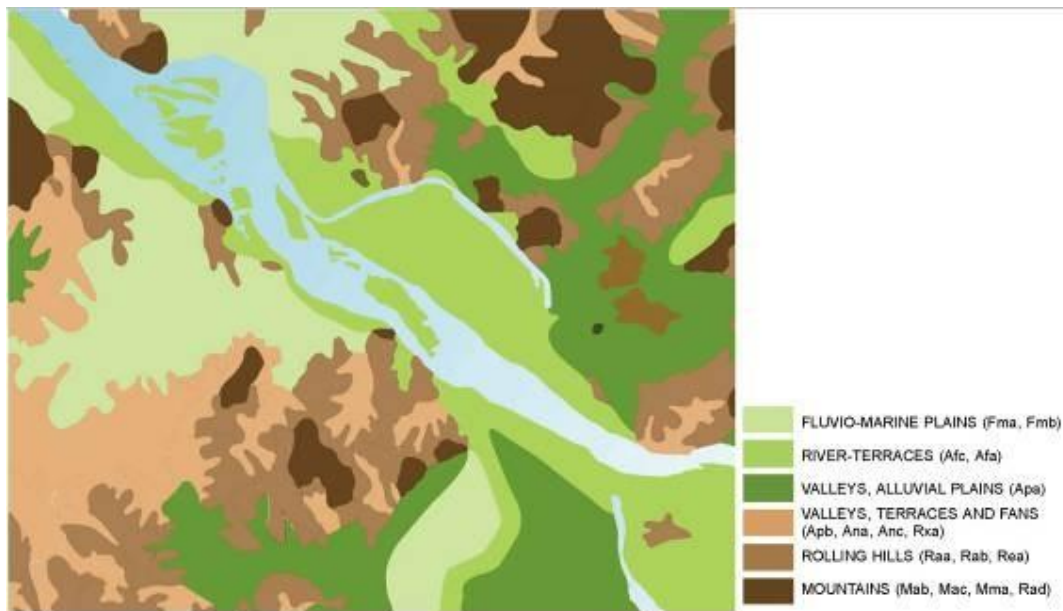 FLUVIO-MARINE PLAINS (Fma, Fmb)
RIVER-TERRACES (Afc, Afa)
VALLEYS, ALLUVIAL PLAINS (Apa)
VALLEYS, TERRACES AND FANS
(Apb, Ana, Anc, Rxa)
ROLLING HILLS (Raa, Rab, Rea)
MOUNTAINS (Mab, Mac, Mma, Rad)